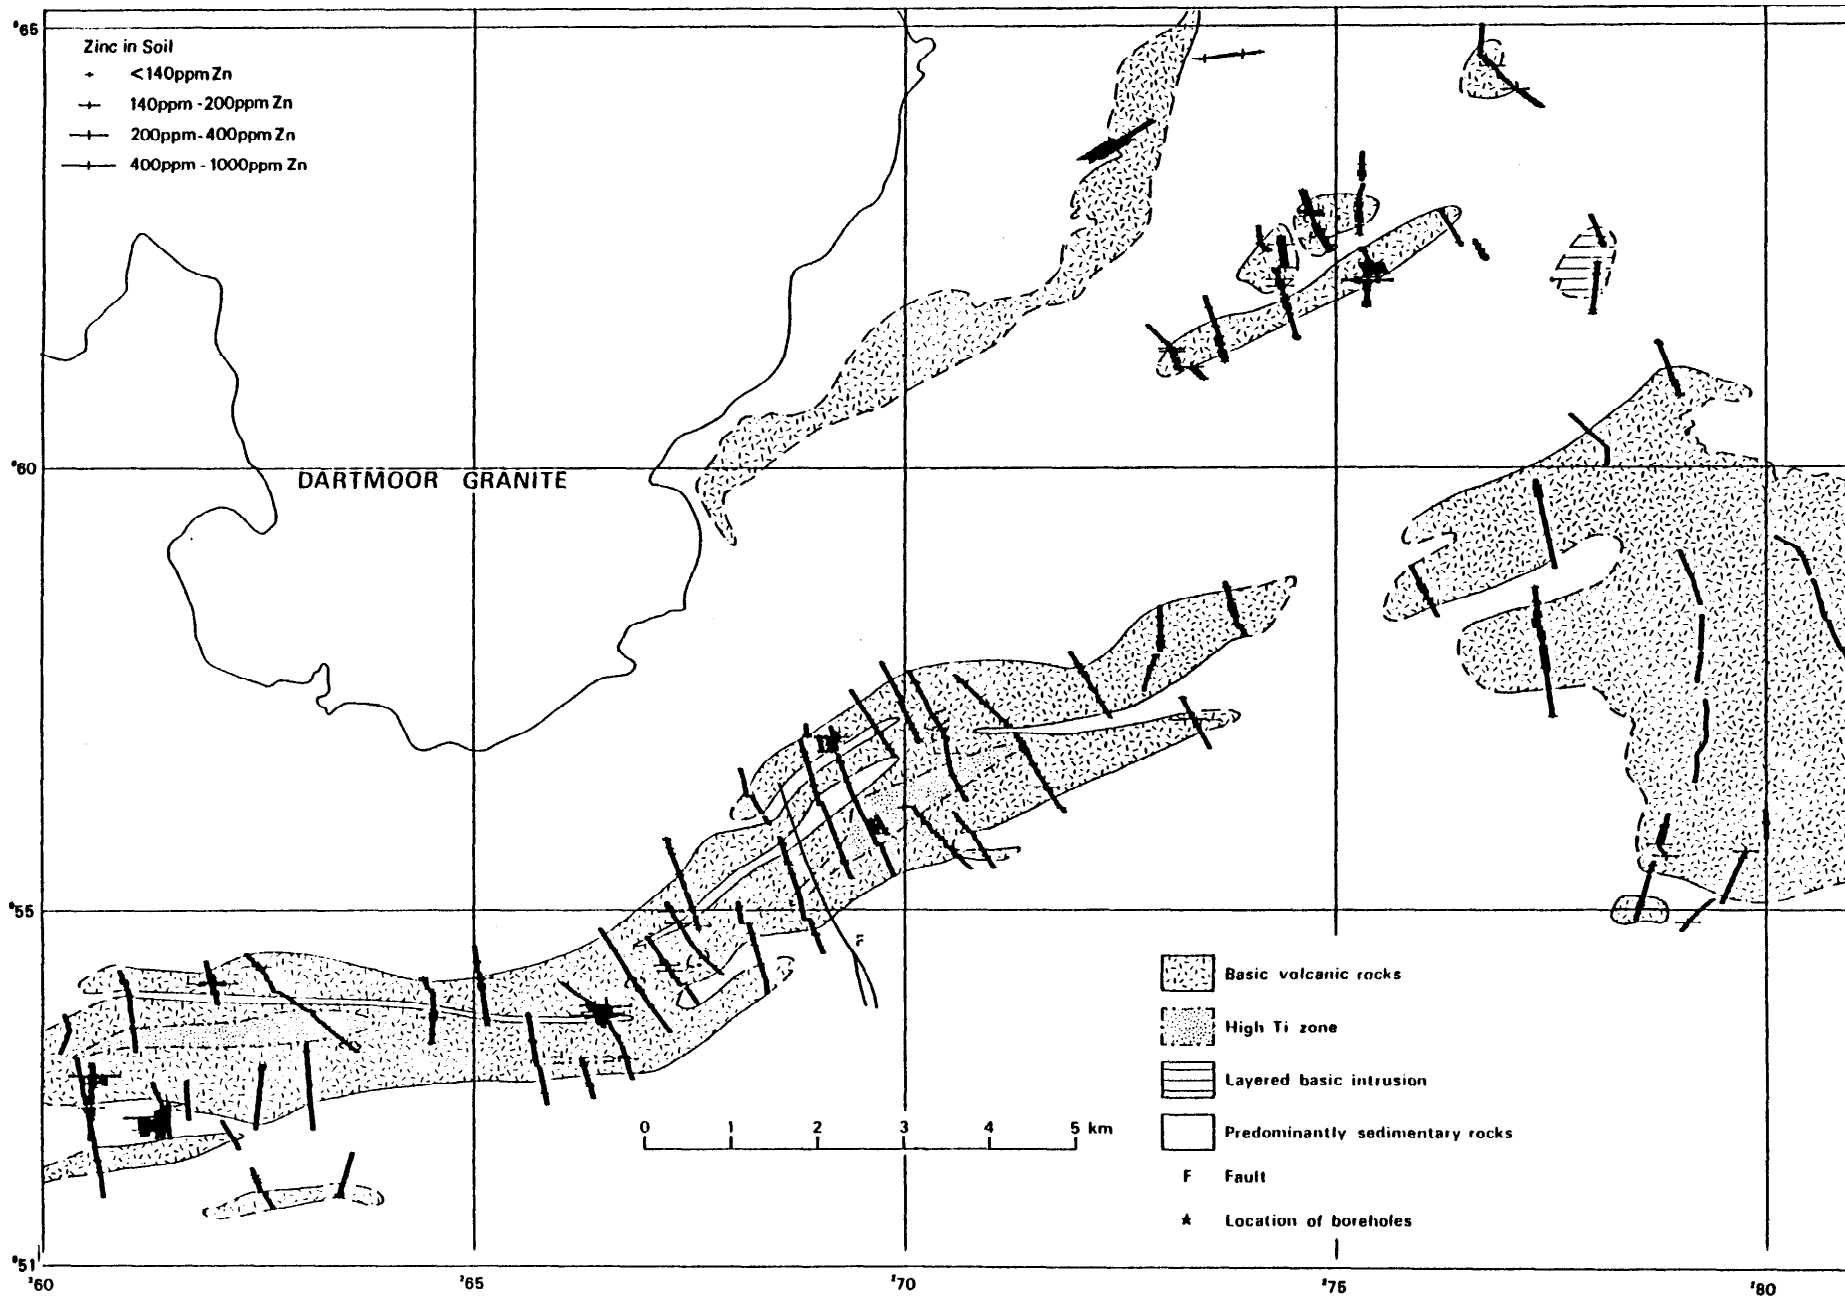 Zinc in Soil
<140ppm Zn
140ppm - 200ppm Zn
200ppm - 400ppm Zn
400ppm - 1000ppm Zn
DARTMOOR GRANITE
F
Basic volcanic rocks
High Ti zone
Layered basic intrusion
Predominantly sedimentary rocks
F Fault
Location of boreholes
0 1 2 3 4 5 km
65
60
55
51
60 65 70 75 80